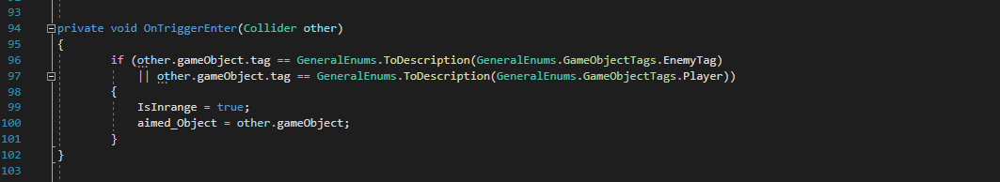 93
94 private void OnTriggerEnter(Collider other)
95 {
96 if (other.gameObject.tag == GeneralEnums.ToDescription(GeneralEnums.GameObjectTags.EnemyTag)
97 || other.gameObject.tag == GeneralEnums.ToDescription(GeneralEnums.GameObjectTags.Player))
98 {
99 IsInrange = true;
100 aimed_Object = other.gameObject;
101 }
102 }
103